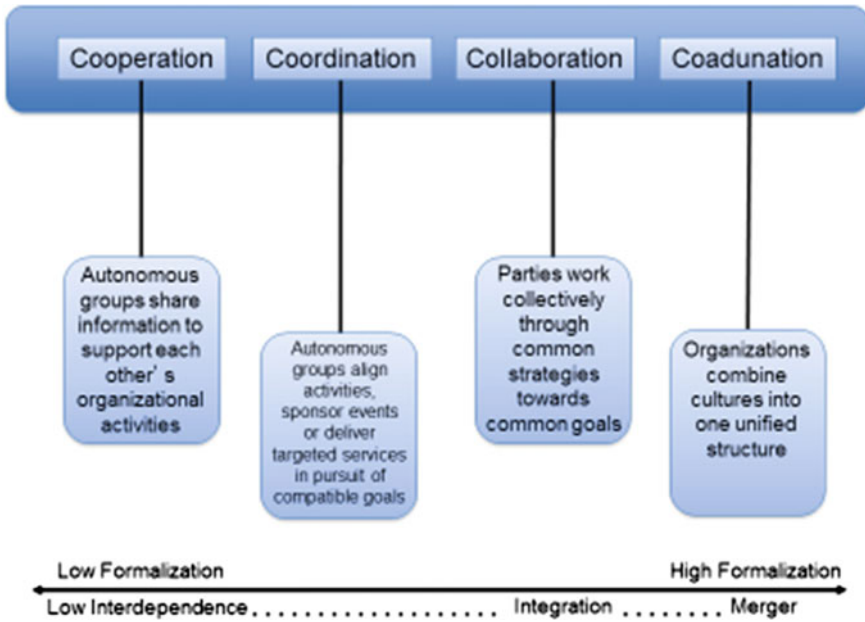 Cooperation
Coordination
Collaboration
Coadunation
Autonomous
groups share
information to
support each
other's
organizational
activities
Autonomous
groups align
activities,
sponsor events
or deliver
targeted services
in pursuit of
compatible goals
Parties work
collectively
through
common
strategies
towards
common goals
Organizations
combine
cultures into
one unified
structure
Low Formalization
High Formalization
Low Interdependence . . . . . . . . . . . . . . . . . . . . . Integration . . . . . . . Merger